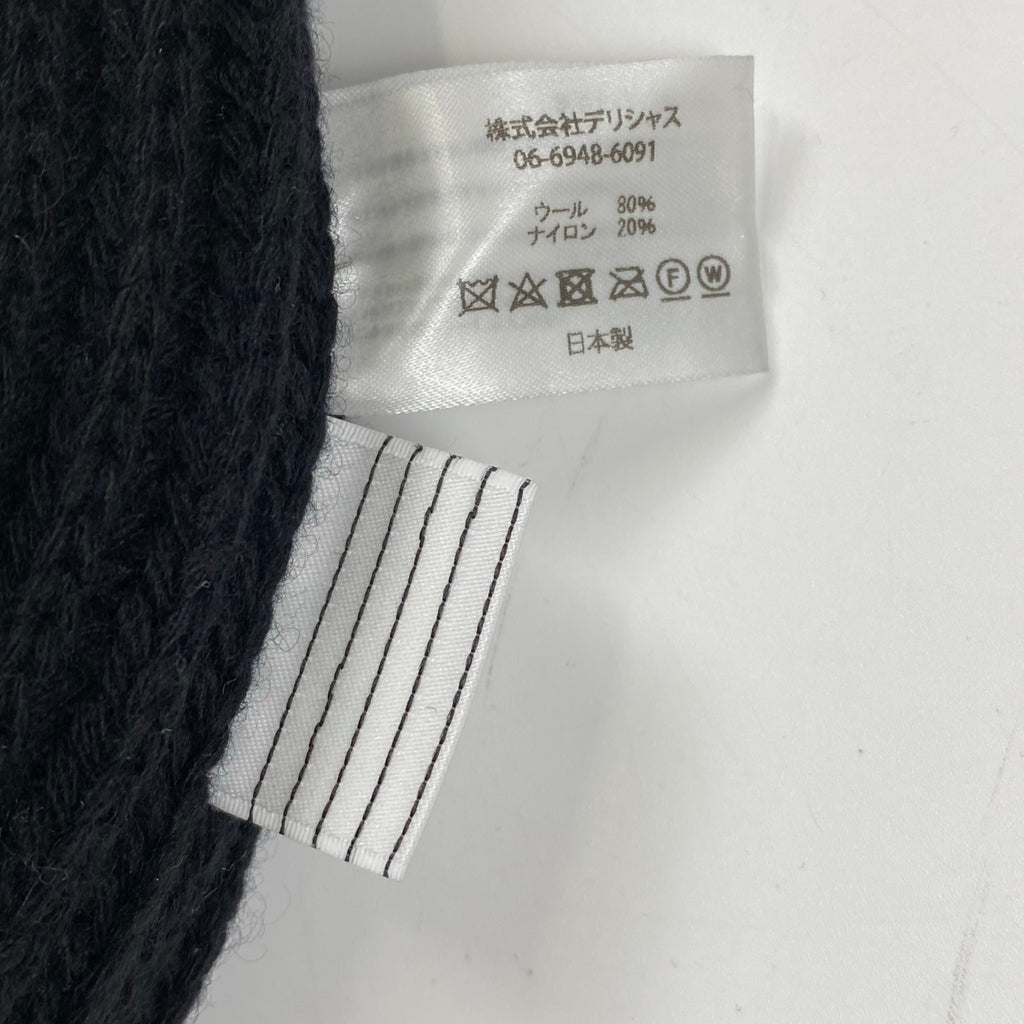 株式会社デリシャス
06-6948-6091
ウール 80%
ナイロン 20%
F W
日本製